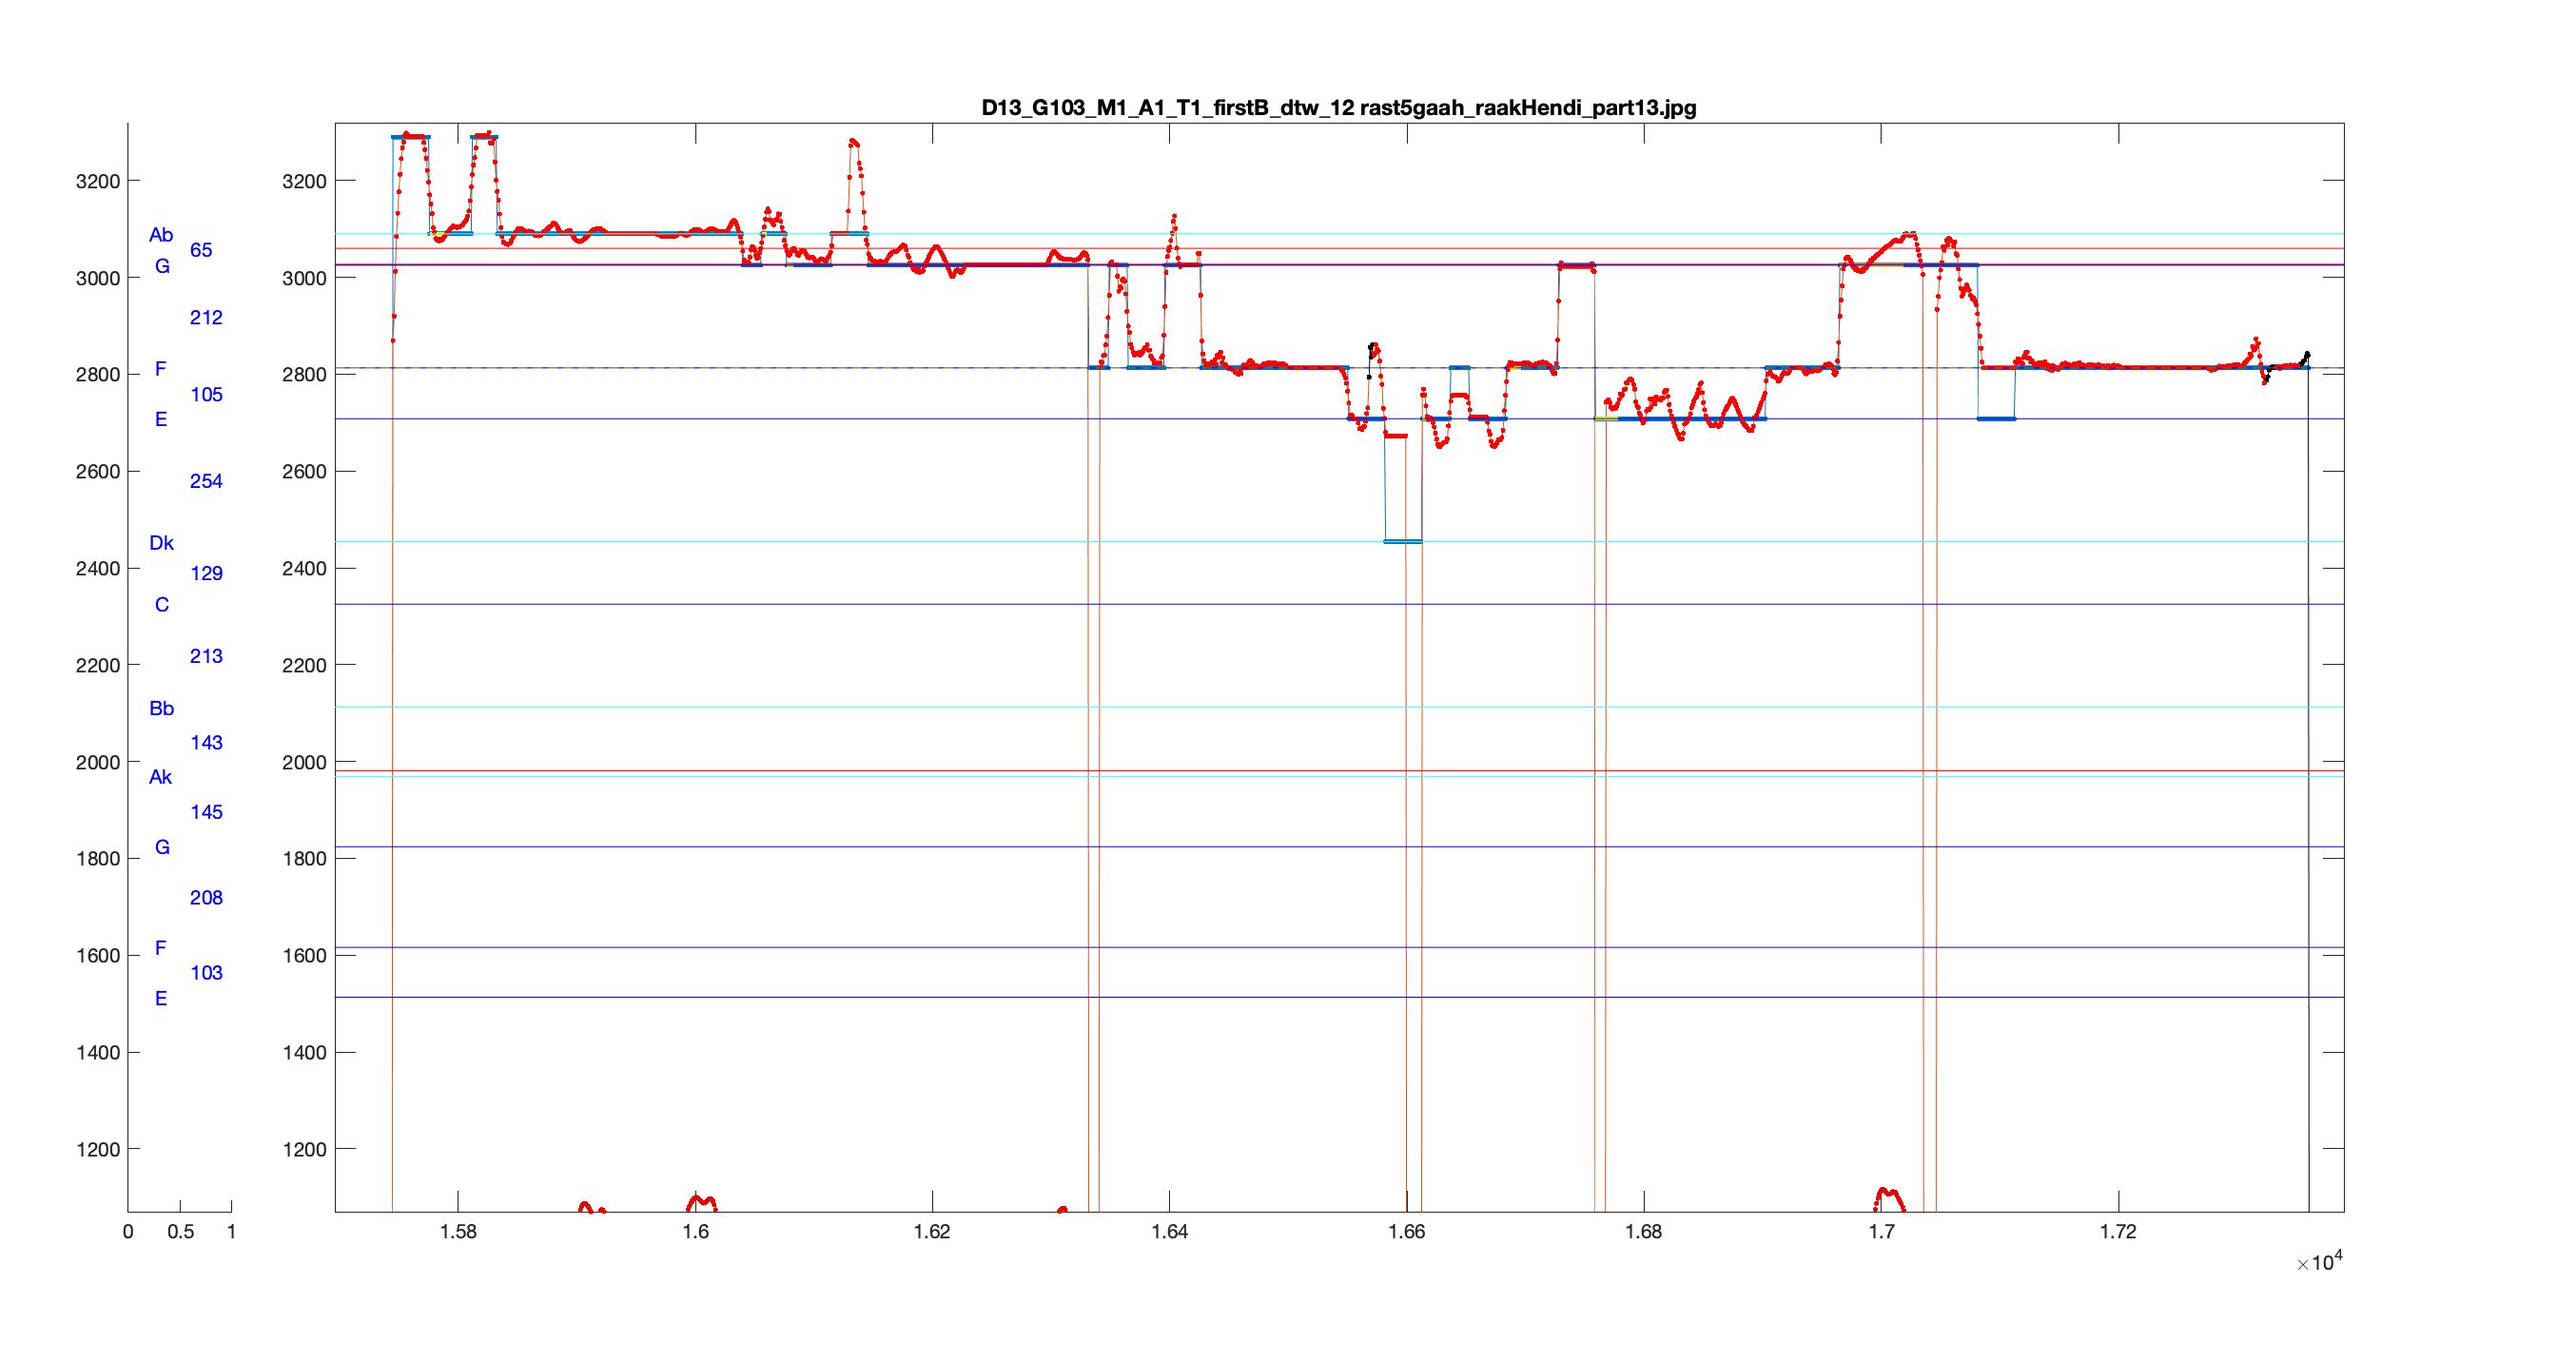 D13_G103_M1_A1_T1_firstB_dtw_12 rast5gaah_raakHendi_part13.jpg
3200 3200
Ab
65
G
3000 3000
212
F
2800 2800
105
E
2600 2600
254
Dk
2400 2400
129
C
2200 2200
213
Bb
143
2000 2000
Ak
145
G
1800 1800
208
F
1600 1600
103
E
1400 1400
1200 1200
0 0.5 1 1.58 1.6 1.62 1.64 1.66 1.68 1.7 1.72
×10^4